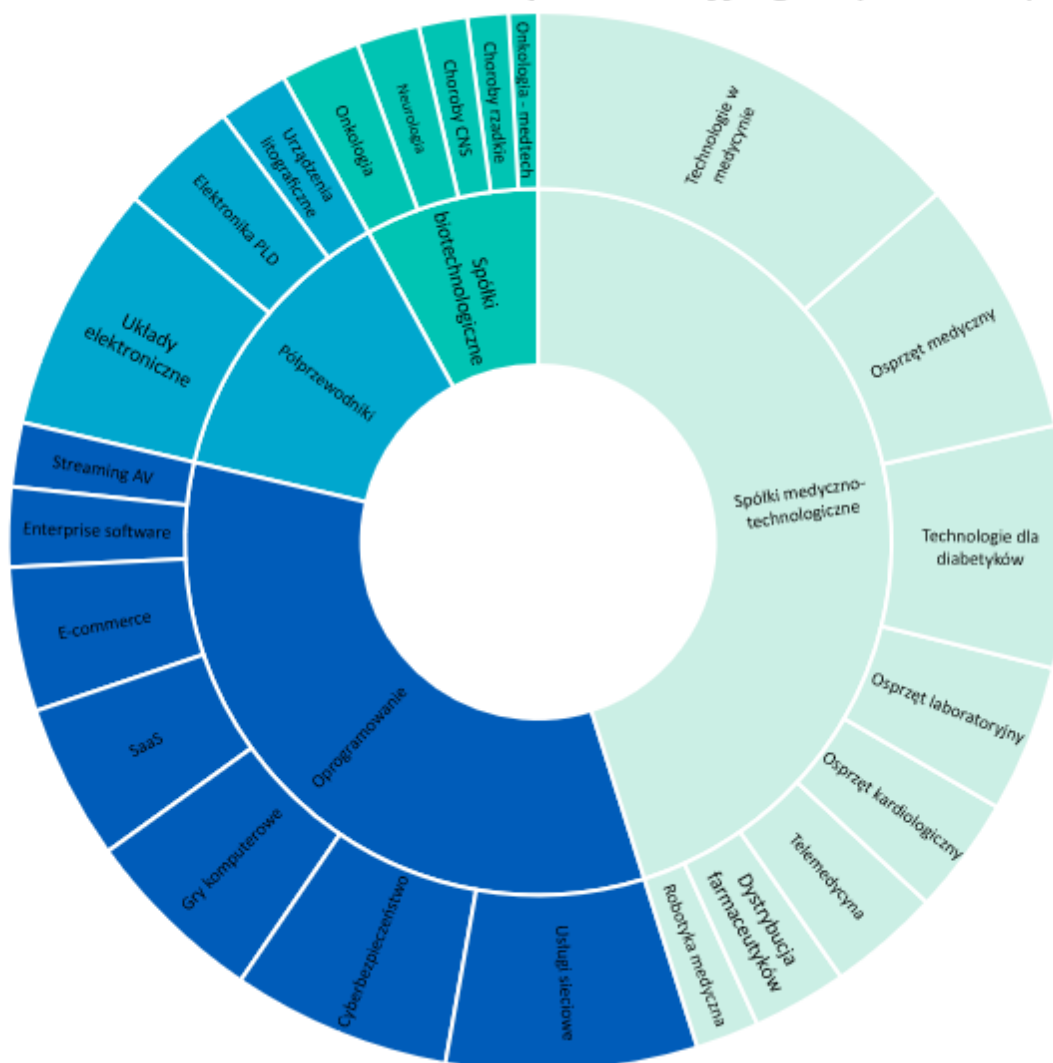 Technologie w
medycynie
Osprzęt medyczny
Technologie dla
diabetyków
Osprzęt laboratoryjny
Osprzęt kardiologiczny
Telemedycyna
Dystrybucja
farmaceutyków
Robotyka medyczna
Spółki medyczno-
technologiczne
Usługi sieciowe
Cyberbezpieczeństwo
Gry komputerowe
SaaS
E-commerce
Enterprise software
Streaming AV
Oprogramowanie
Układy
elektroniczne
Elektronika PLD
Urządzenia
litograficzne
Półprzewodniki
Onkologia
Neurologia
Choroby CNS
Choroby rzadkie
Onkologia - medtech
Spółki
biotechnologiczne